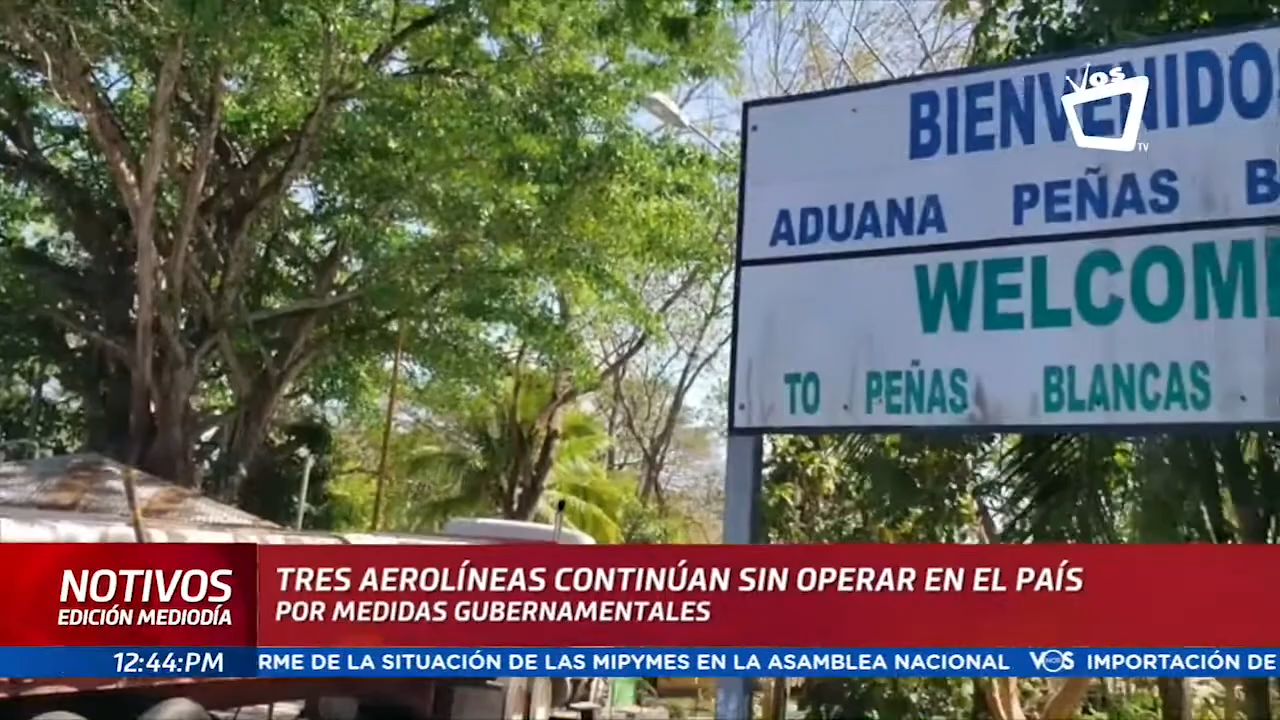 BIENVENIDO
VOS
TV
ADUANA PEÑAS B
WELCOME
TO PEÑAS BLANCAS
NOTIVOS
EDICIÓN MEDIODÍA
TRES AEROLÍNEAS CONTINÚAN SIN OPERAR EN EL PAÍS
POR MEDIDAS GUBERNAMENTALES
12:44:PM
RME DE LA SITUACIÓN DE LAS MIPYMES EN LA ASAMBLEA NACIONAL VOS IMPORTACIÓN DE